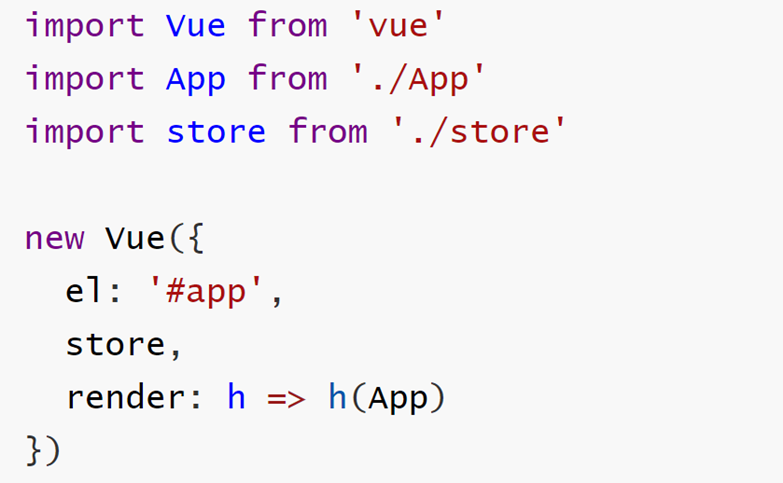 import Vue from 'vue'
import App from './App'
import store from './store'
new Vue({
  el: '#app',
  store,
  render: h => h(App)
})